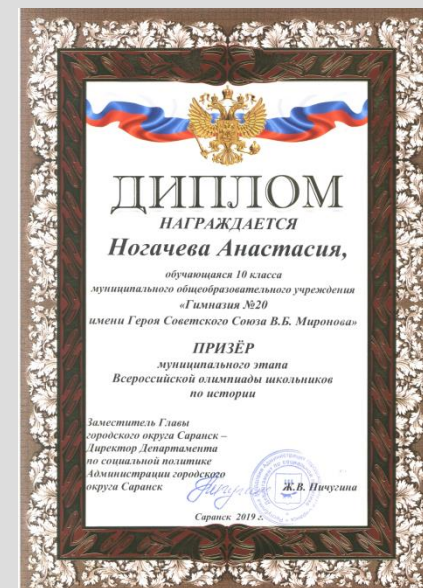 ДИПЛОМ
НАГРАЖДАЕТСЯ
Ногачева Анастасия,
обучающаяся 10 класса
муниципального общеобразовательного учреждения
«Гимназия №20
имени Героя Советского Союза В.Б. Миронова»
ПРИЗЁР
муниципального этапа
Всероссийской олимпиады школьников
по истории
Заместитель Главы
городского округа Саранск –
Директор Департамента
по социальной политике
Администрации городского
округа Саранск
Ж.В. Пичугина
Саранск 2019 г.